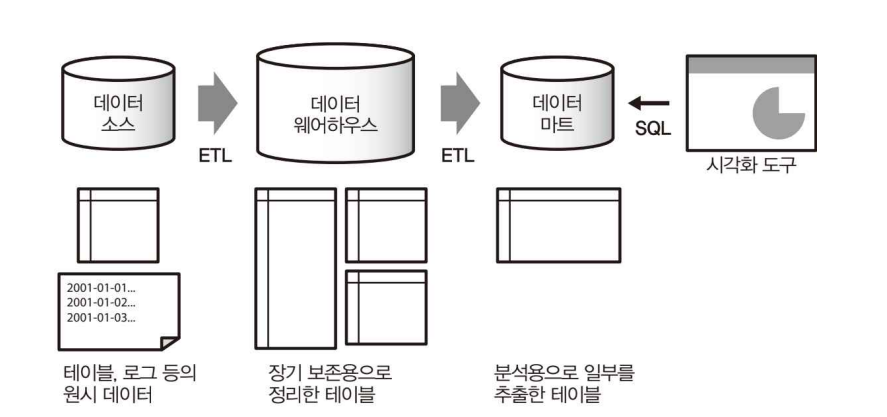 데이터
소스
ETL
데이터
웨어하우스
ETL
데이터
마트
SQL
시각화 도구
2001-01-01...
2001-01-02...
2001-01-03...
테이블, 로그 등의
원시 데이터
장기 보존용으로
정리한 테이블
분석용으로 일부를
추출한 테이블